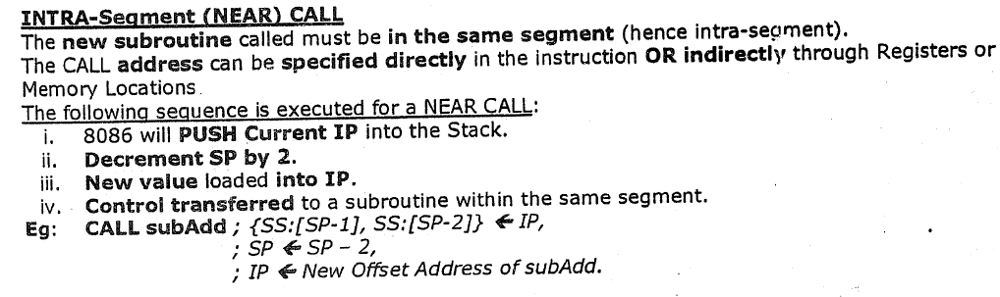 INTRA-Segment (NEAR) CALL
The new subroutine called must be in the same segment (hence intra-segment).
The CALL address can be specified directly in the instruction OR indirectly through Registers or
Memory Locations.
The following sequence is executed for a NEAR CALL:
i. 8086 will PUSH Current IP into the Stack.
ii. Decrement SP by 2.
iii. New value loaded into IP.
iv. Control transferred to a subroutine within the same segment.
Eg: CALL subAdd ; {SS:[SP-1], SS:[SP-2]} ← IP,
; SP ← SP – 2,
; IP ← New Offset Address of subAdd.